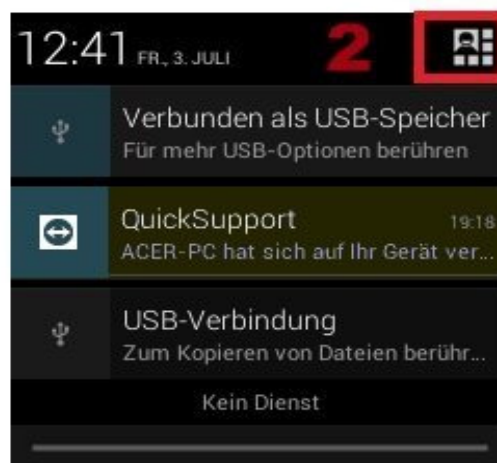 12:41 FR., 3. JULI 2
Verbunden als USB-Speicher
Für mehr USB-Optionen berühren
QuickSupport 19:18
ACER-PC hat sich auf Ihr Gerät ver...
USB-Verbindung
Zum Kopieren von Dateien berühr...
Kein Dienst